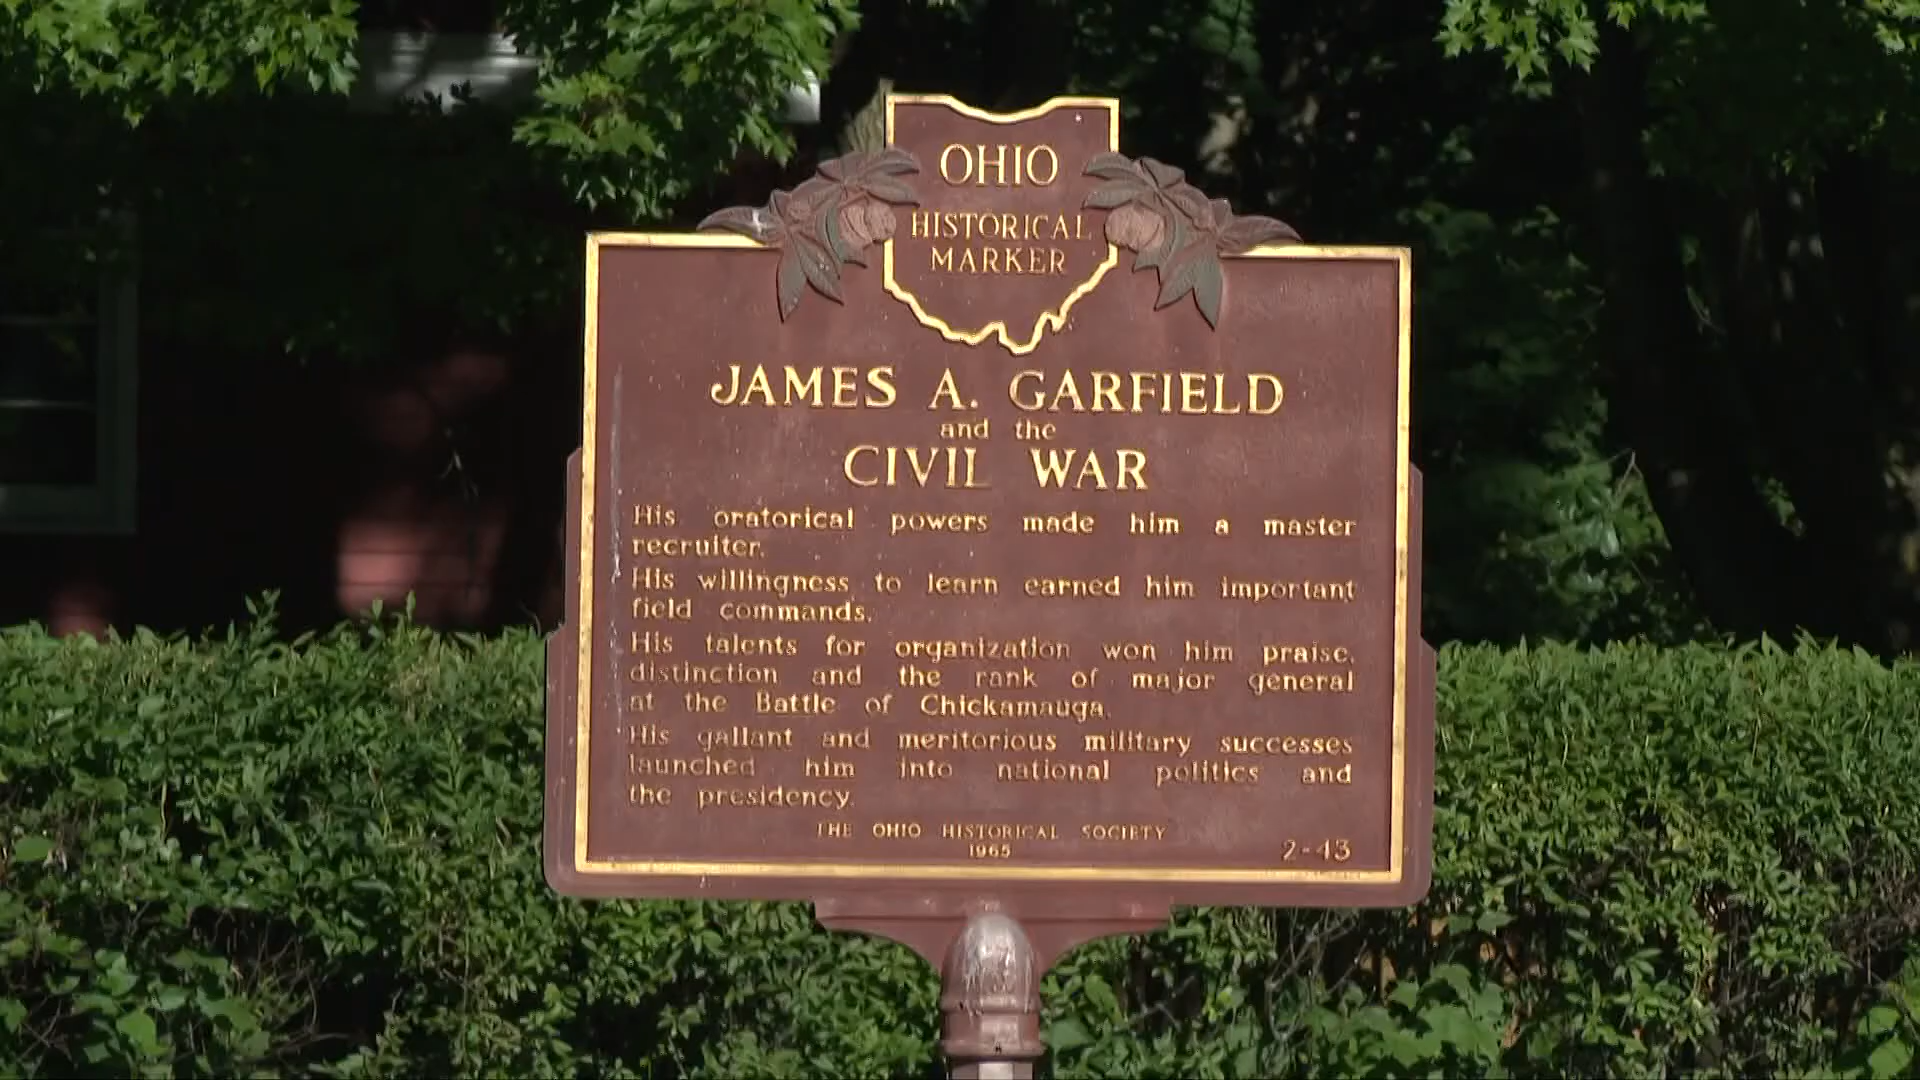 OHIO
HISTORICAL
MARKER
JAMES A. GARFIELD
and the
CIVIL WAR
His oratorical powers made him a master
recruiter.
His willingness to learn earned him important
field commands.
His talents for organization won him praise,
distinction and the rank of major general
at the Battle of Chickamauga.
His gallant and meritorious military successes
launched him into national politics and
the presidency.
THE OHIO HISTORICAL SOCIETY
1965
2-43